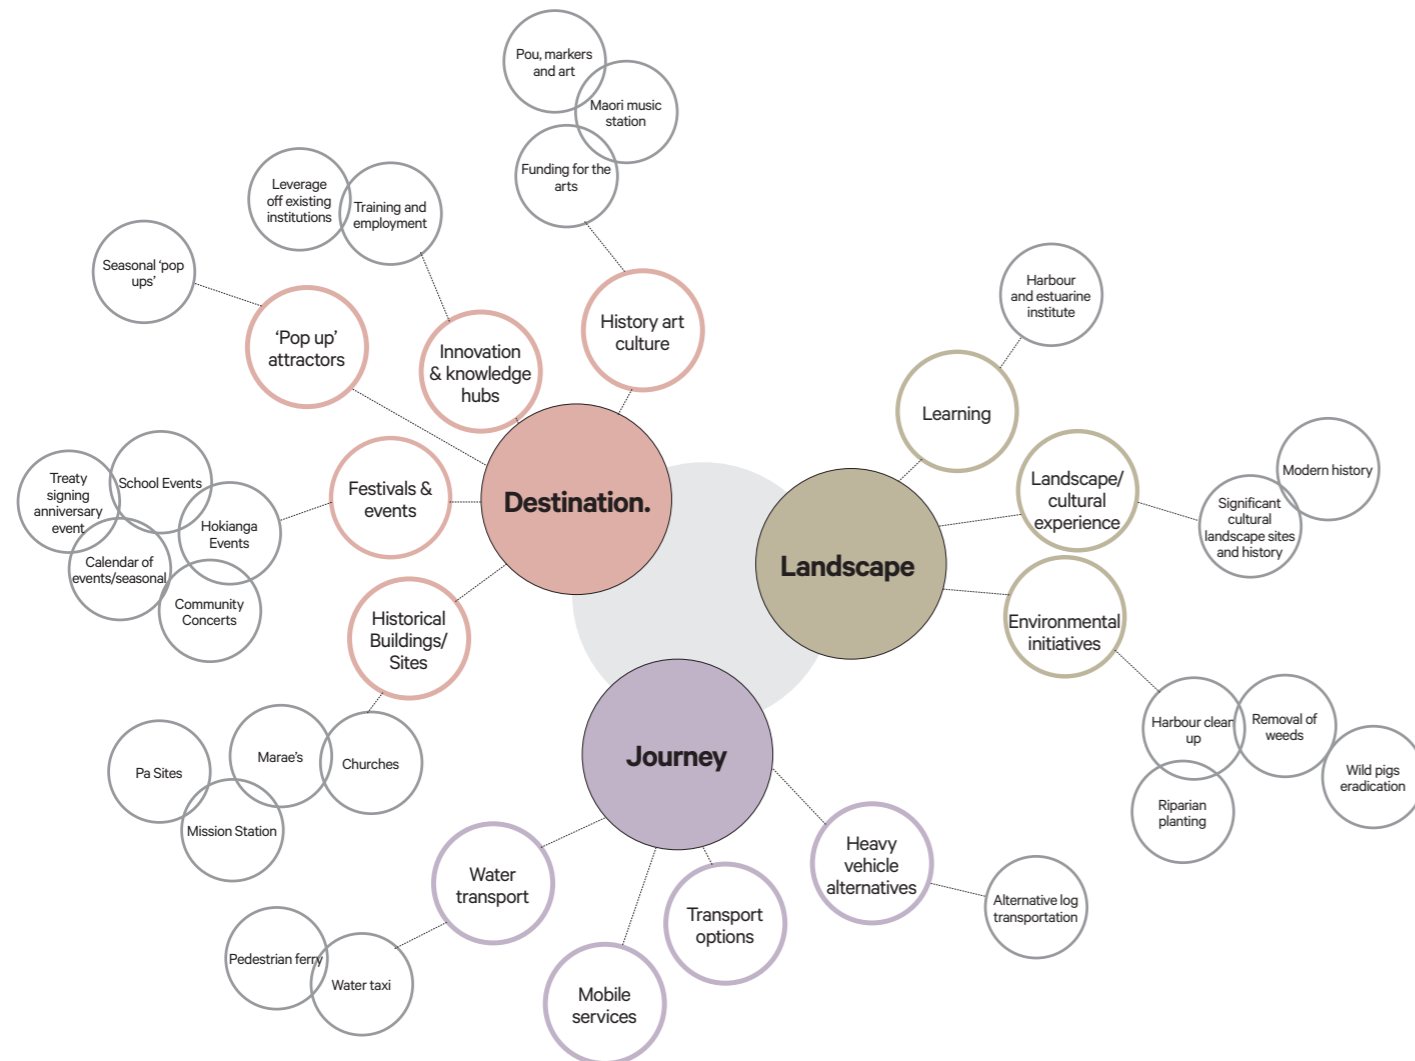 Pou, markers
and art
Maori music
station
Funding for the
arts
Leverage
off existing
institutions
Training and
employment
Seasonal ‘pop
ups’
‘Pop up’
attractors
Innovation
& knowledge
hubs
History art
culture
Harbour
and estuarine
institute
Learning
Landscape/
cultural
experience
Modern history
Significant
cultural
landscape sites
and history
Treaty
signing
anniversary
event
School Events
Hokianga
Events
Calendar of
events/seasonal
Community
Concerts
Festivals &
events
Destination.
Landscape
Historical
Buildings/
Sites
Environmental
initiatives
Harbour clean
up
Removal of
weeds
Wild pigs
eradication
Riparian
planting
Pa Sites
Marae’s
Churches
Mission Station
Journey
Water
transport
Heavy
vehicle
alternatives
Transport
options
Alternative log
transportation
Pedestrian ferry
Water taxi
Mobile
services